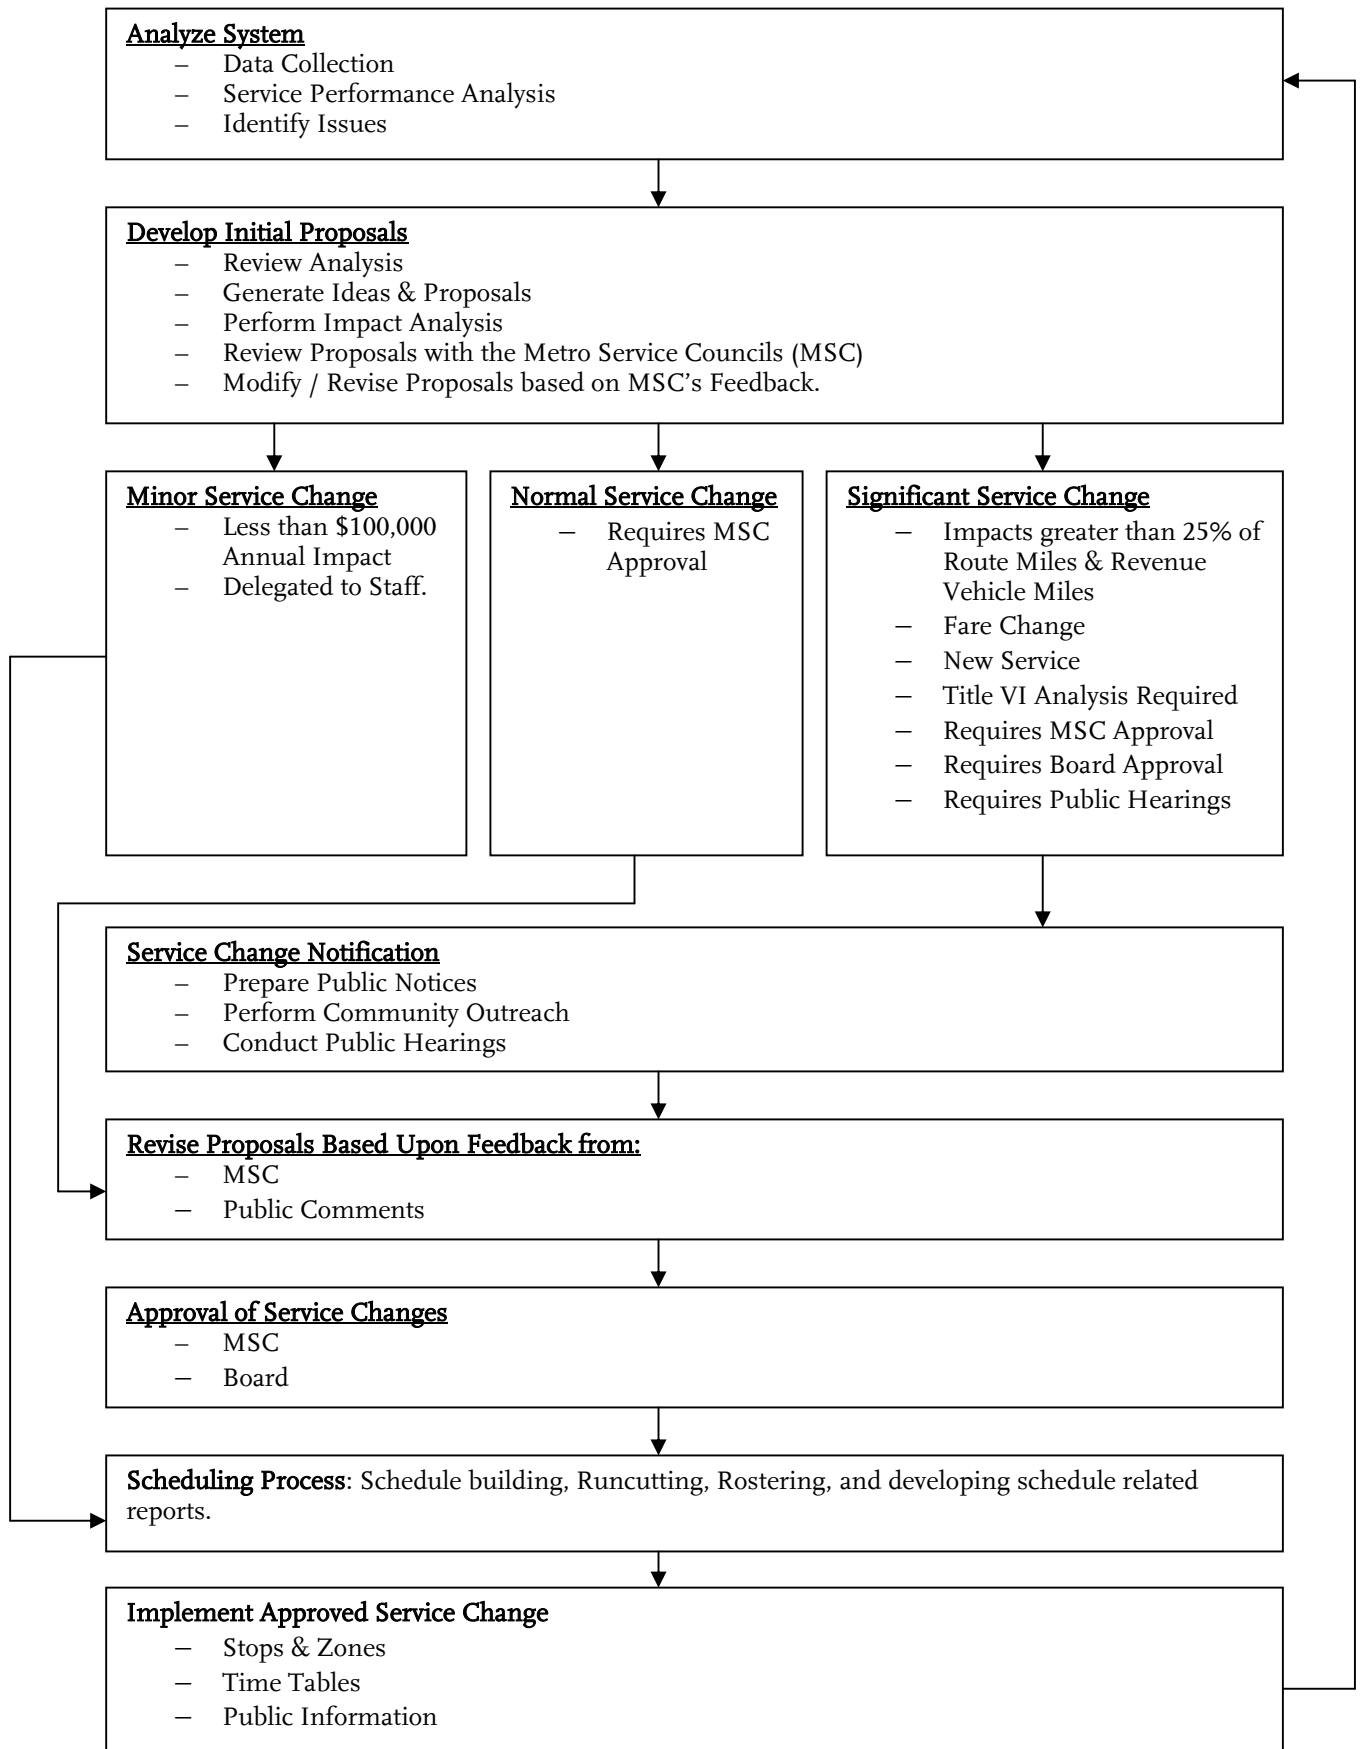 Analyze System
– Data Collection
– Service Performance Analysis
– Identify Issues
Develop Initial Proposals
– Review Analysis
– Generate Ideas & Proposals
– Perform Impact Analysis
– Review Proposals with the Metro Service Councils (MSC)
– Modify / Revise Proposals based on MSC's Feedback.
Minor Service Change
– Less than $100,000
Annual Impact
– Delegated to Staff.
Normal Service Change
– Requires MSC
Approval
Significant Service Change
– Impacts greater than 25% of
Route Miles & Revenue
Vehicle Miles
– Fare Change
– New Service
– Title VI Analysis Required
– Requires MSC Approval
– Requires Board Approval
– Requires Public Hearings
Service Change Notification
– Prepare Public Notices
– Perform Community Outreach
– Conduct Public Hearings
Revise Proposals Based Upon Feedback from:
– MSC
– Public Comments
Approval of Service Changes
– MSC
– Board
Scheduling Process: Schedule building, Runcutting, Rostering, and developing schedule related
reports.
Implement Approved Service Change
– Stops & Zones
– Time Tables
– Public Information